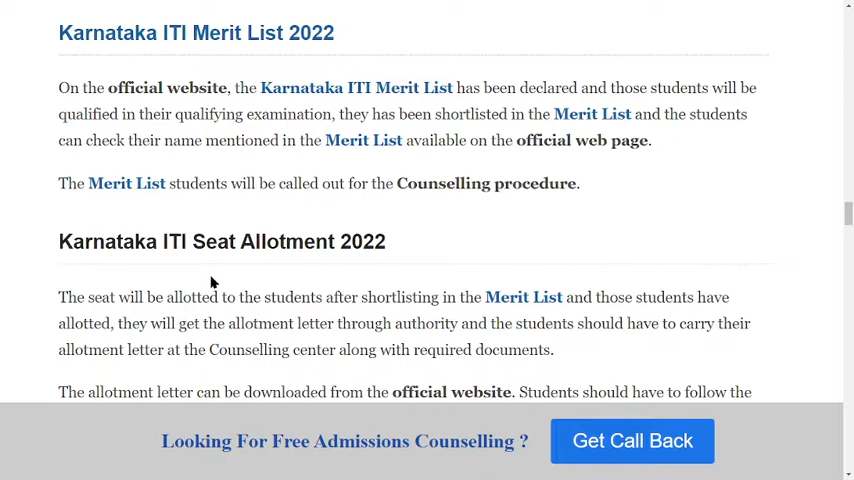 Karnataka ITI Merit List 2022
On the official website, the Karnataka ITI Merit List has been declared and those students will be
qualified in their qualifying examination, they has been shortlisted in the Merit List and the students
can check their name mentioned in the Merit List available on the official web page.
The Merit List students will be called out for the Counselling procedure.
Karnataka ITI Seat Allotment 2022
The seat will be allotted to the students after shortlisting in the Merit List and those students have
allotted, they will get the allotment letter through authority and the students should have to carry their
allotment letter at the Counselling center along with required documents.
The allotment letter can be downloaded from the official website. Students should have to follow the
Looking For Free Admissions Counselling ?
Get Call Back